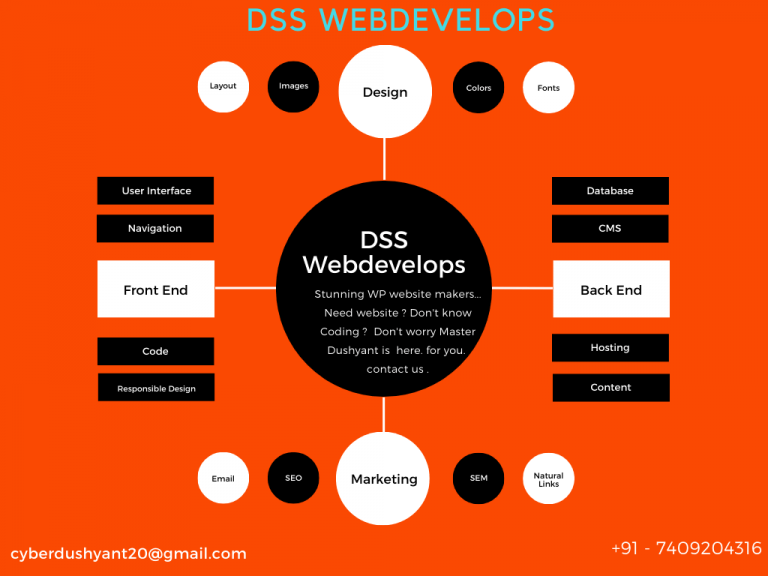 DSS WEBDEVELOPS
Layout
Images
Design
Colors
Fonts
User Interface
Navigation
Front End
Code
Responsible Design
DSS
Webdevelops
Stunning WP website makers...
Need website ? Don't know
Coding ? Don't worry Master
Dushyant is here. for you.
contact us .
Database
CMS
Back End
Hosting
Content
Email
SEO
Marketing
SEM
Natural
Links
cyberdushyant20@gmail.com
+91 - 7409204316